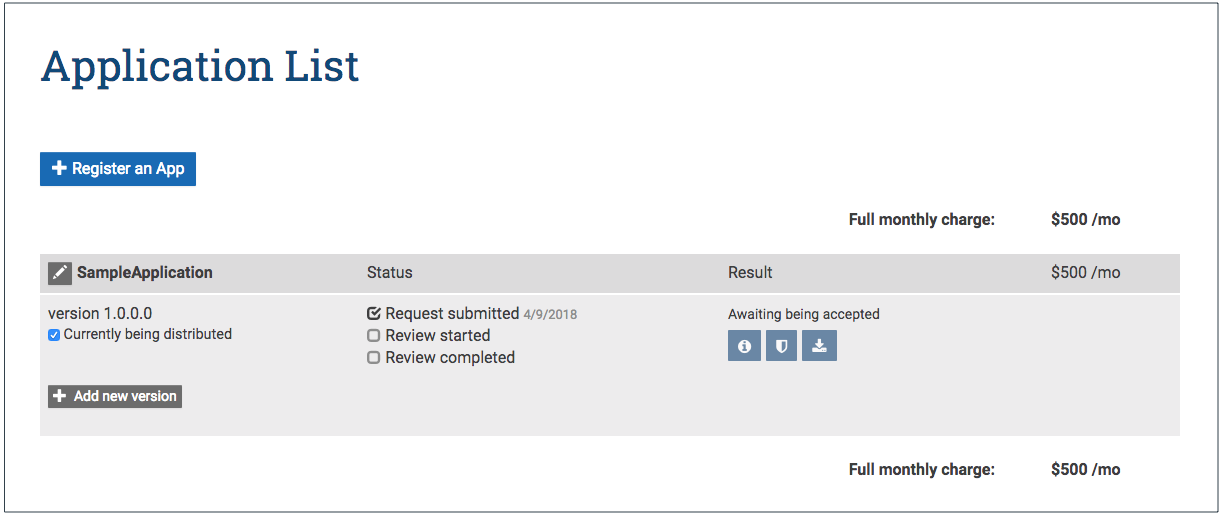 Application List
Register an App
Full monthly charge: $500 /mo
SampleApplication Status Result $500 /mo
version 1.0.0.0 Request submitted 4/9/2018 Awaiting being accepted
Currently being distributed Review started
Review completed
Add new version
Full monthly charge: $500 /mo